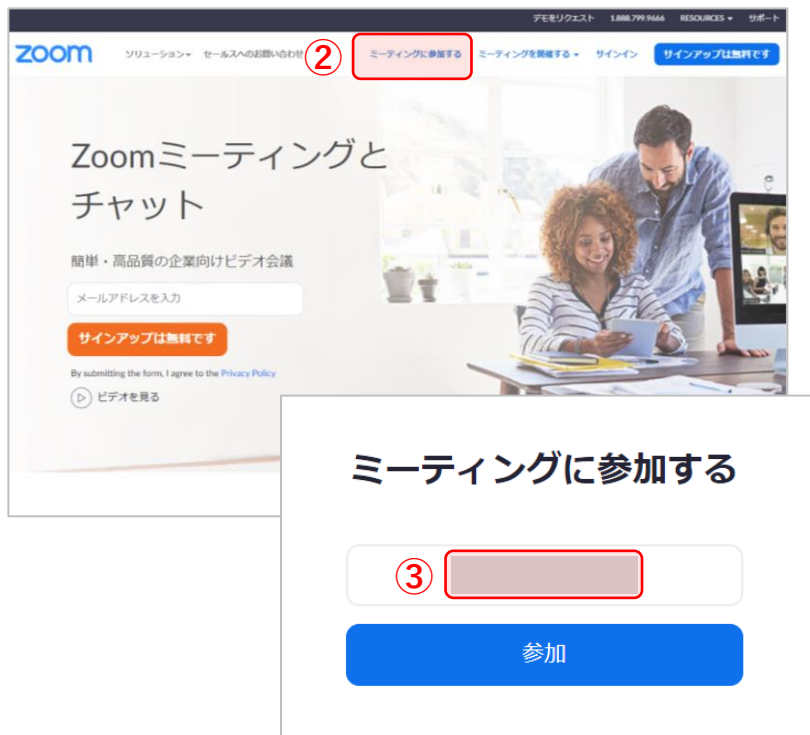 デモをリクエスト 1.888.799.9666 RESOURCES サポート
zoom ソリューション セールスへのお問い合わせ ② ミーティングに参加する ミーティングを開催する サインイン サインアップは無料です
Zoomミーティングと
チャット
簡単・高品質の企業向けビデオ会議
メールアドレスを入力
サインアップは無料です
By submitting the form, I agree to the Privacy Policy
ビデオを見る
ミーティングに参加する
③
参加